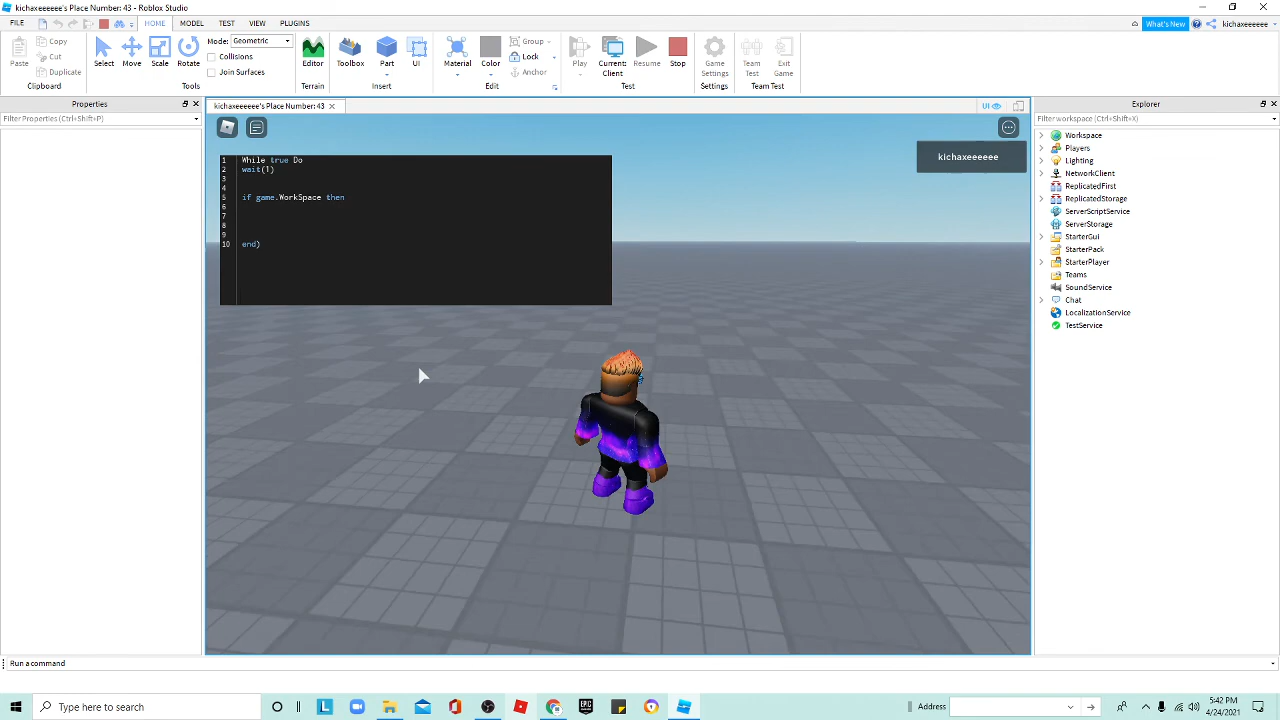 kichaxeeeeee's Place Number: 43 - Roblox Studio
FILE HOME MODEL TEST VIEW PLUGINS What's New kichaxeeeeee
Paste Copy Cut Duplicate Clipboard
Select Move Scale Rotate Mode: Geometric Collisions Join Surfaces Tools
Editor Terrain
Toolbox Part UI Insert
Material Color Group Lock Anchor Edit
Play Current: Client Resume Stop Test
Game Settings Settings
Team Test Exit Game Team Test
Properties
Filter Properties (Ctrl+Shift+P)
kichaxeeeeee's Place Number: 43
UI
kichaxeeeeee
1 While true Do
2 wait(1)
3
4
5 if game.WorkSpace then
6
7
8
9
10 end)
Explorer
Filter workspace (Ctrl+Shift+X)
Workspace
Players
Lighting
NetworkClient
ReplicatedFirst
ReplicatedStorage
ServerScriptService
ServerStorage
StarterGui
StarterPack
StarterPlayer
Teams
SoundService
Chat
LocalizationService
TestService
Run a command
Type here to search
L
EPIC GAMES
Address
5:42 PM
4/24/2021